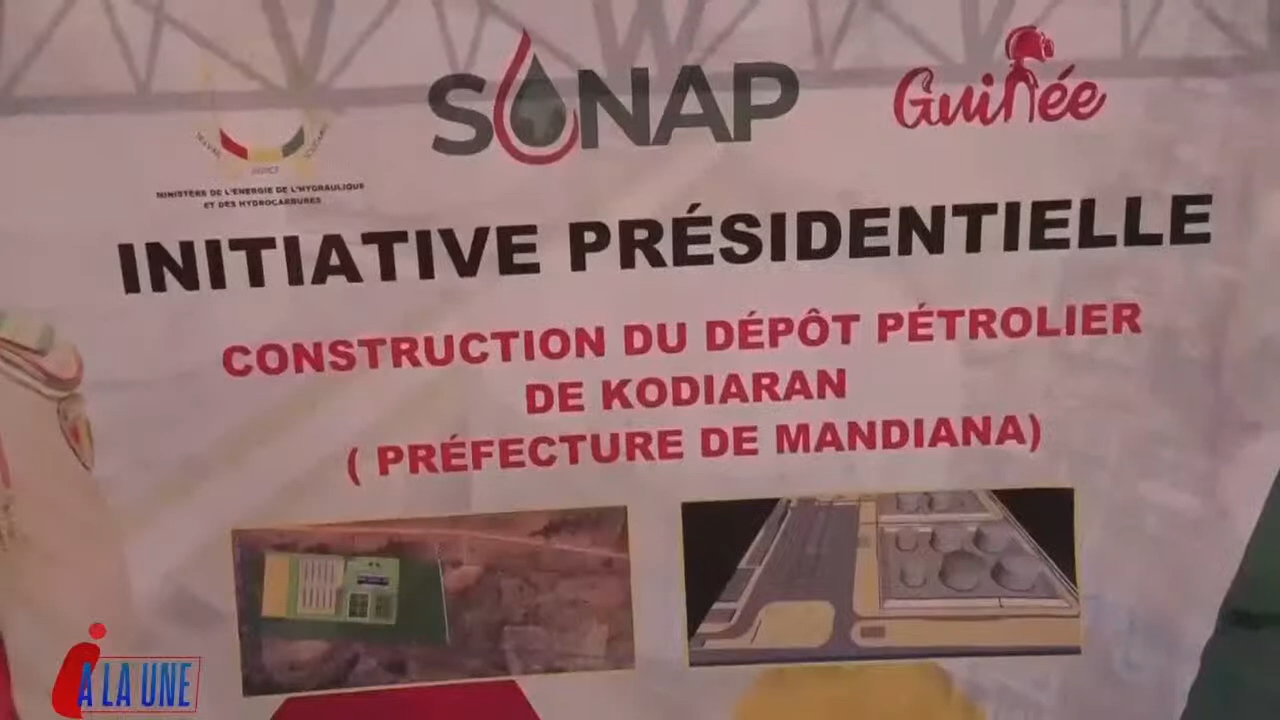 SONAP
Guinée
TRAVAIL
MINISTÈRE DE L'ENERGIE DE L'HYDRAULIQUE
ET DES HYDROCARBURES
INITIATIVE PRÉSIDENTIELLE
CONSTRUCTION DU DÉPÔT PÉTROLIER
DE KODIARAN
( PRÉFECTURE DE MANDIANA)
À LA UNE